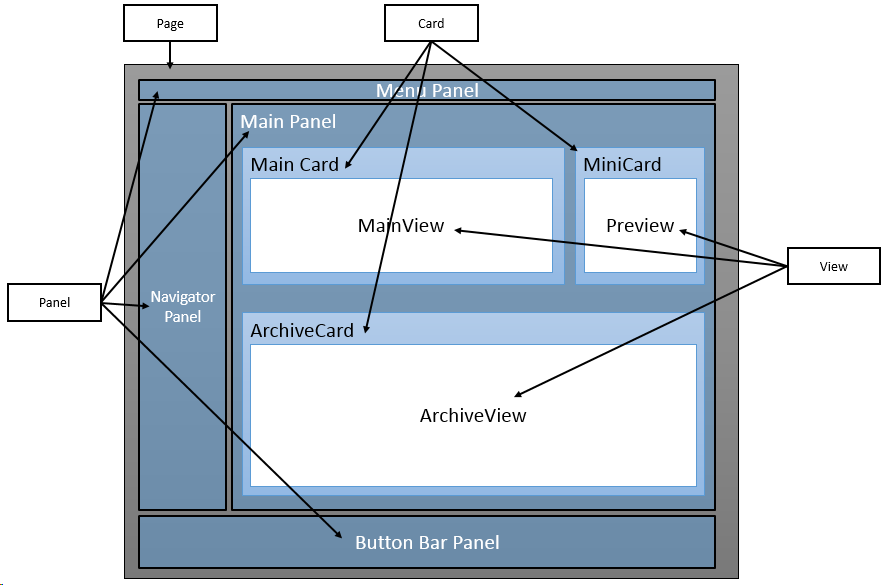 Page
Card
Menu Panel
Main Panel
Main Card
MiniCard
MainView
Preview
View
Panel
Navigator
Panel
ArchiveCard
ArchiveView
Button Bar Panel